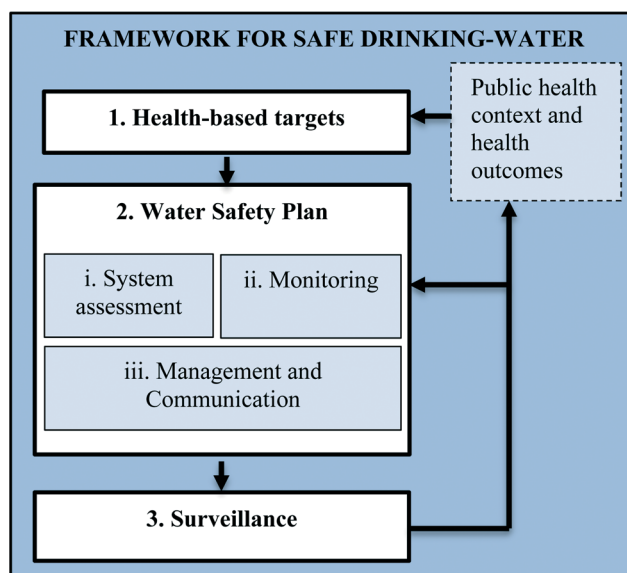 FRAMEWORK FOR SAFE DRINKING-WATER
1. Health-based targets
Public health
context and
health
outcomes
2. Water Safety Plan
i. System
assessment
ii. Monitoring
iii. Management and
Communication
3. Surveillance